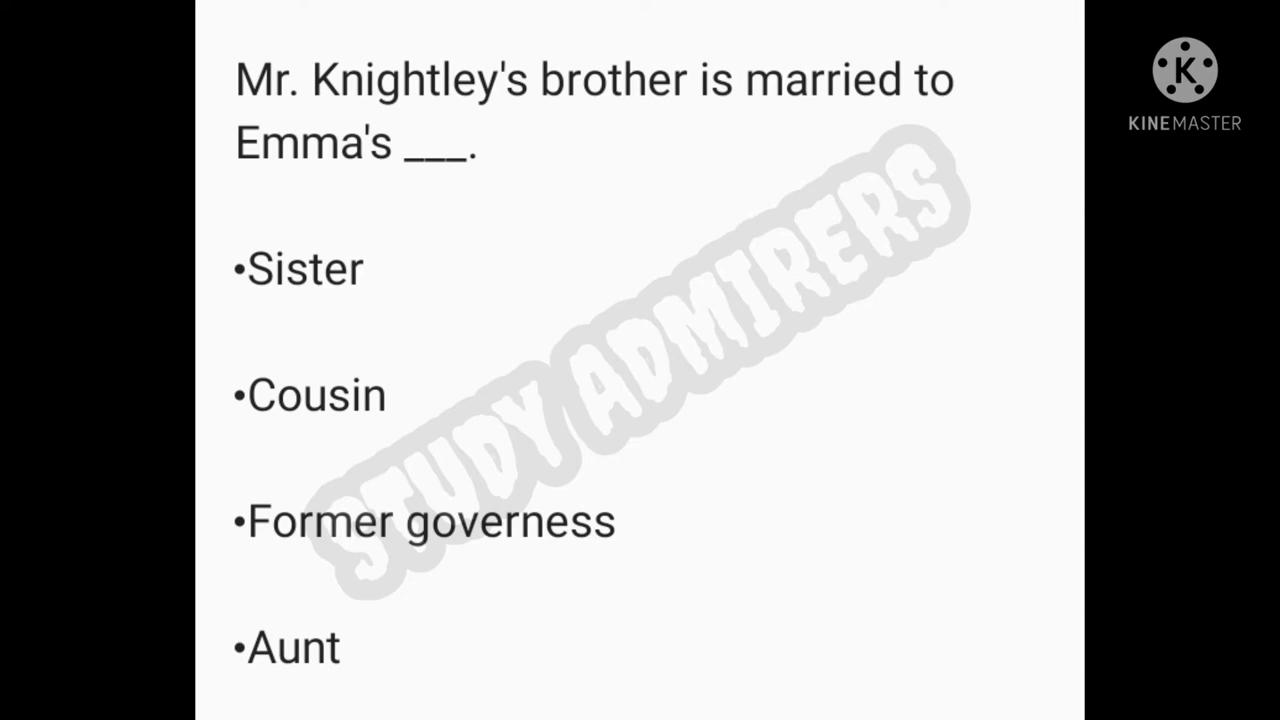 Mr. Knightley's brother is married to
Emma's ___.
•Sister
•Cousin
•Former governess
•Aunt
STUDY ADMIRERS
K
KINEMASTER